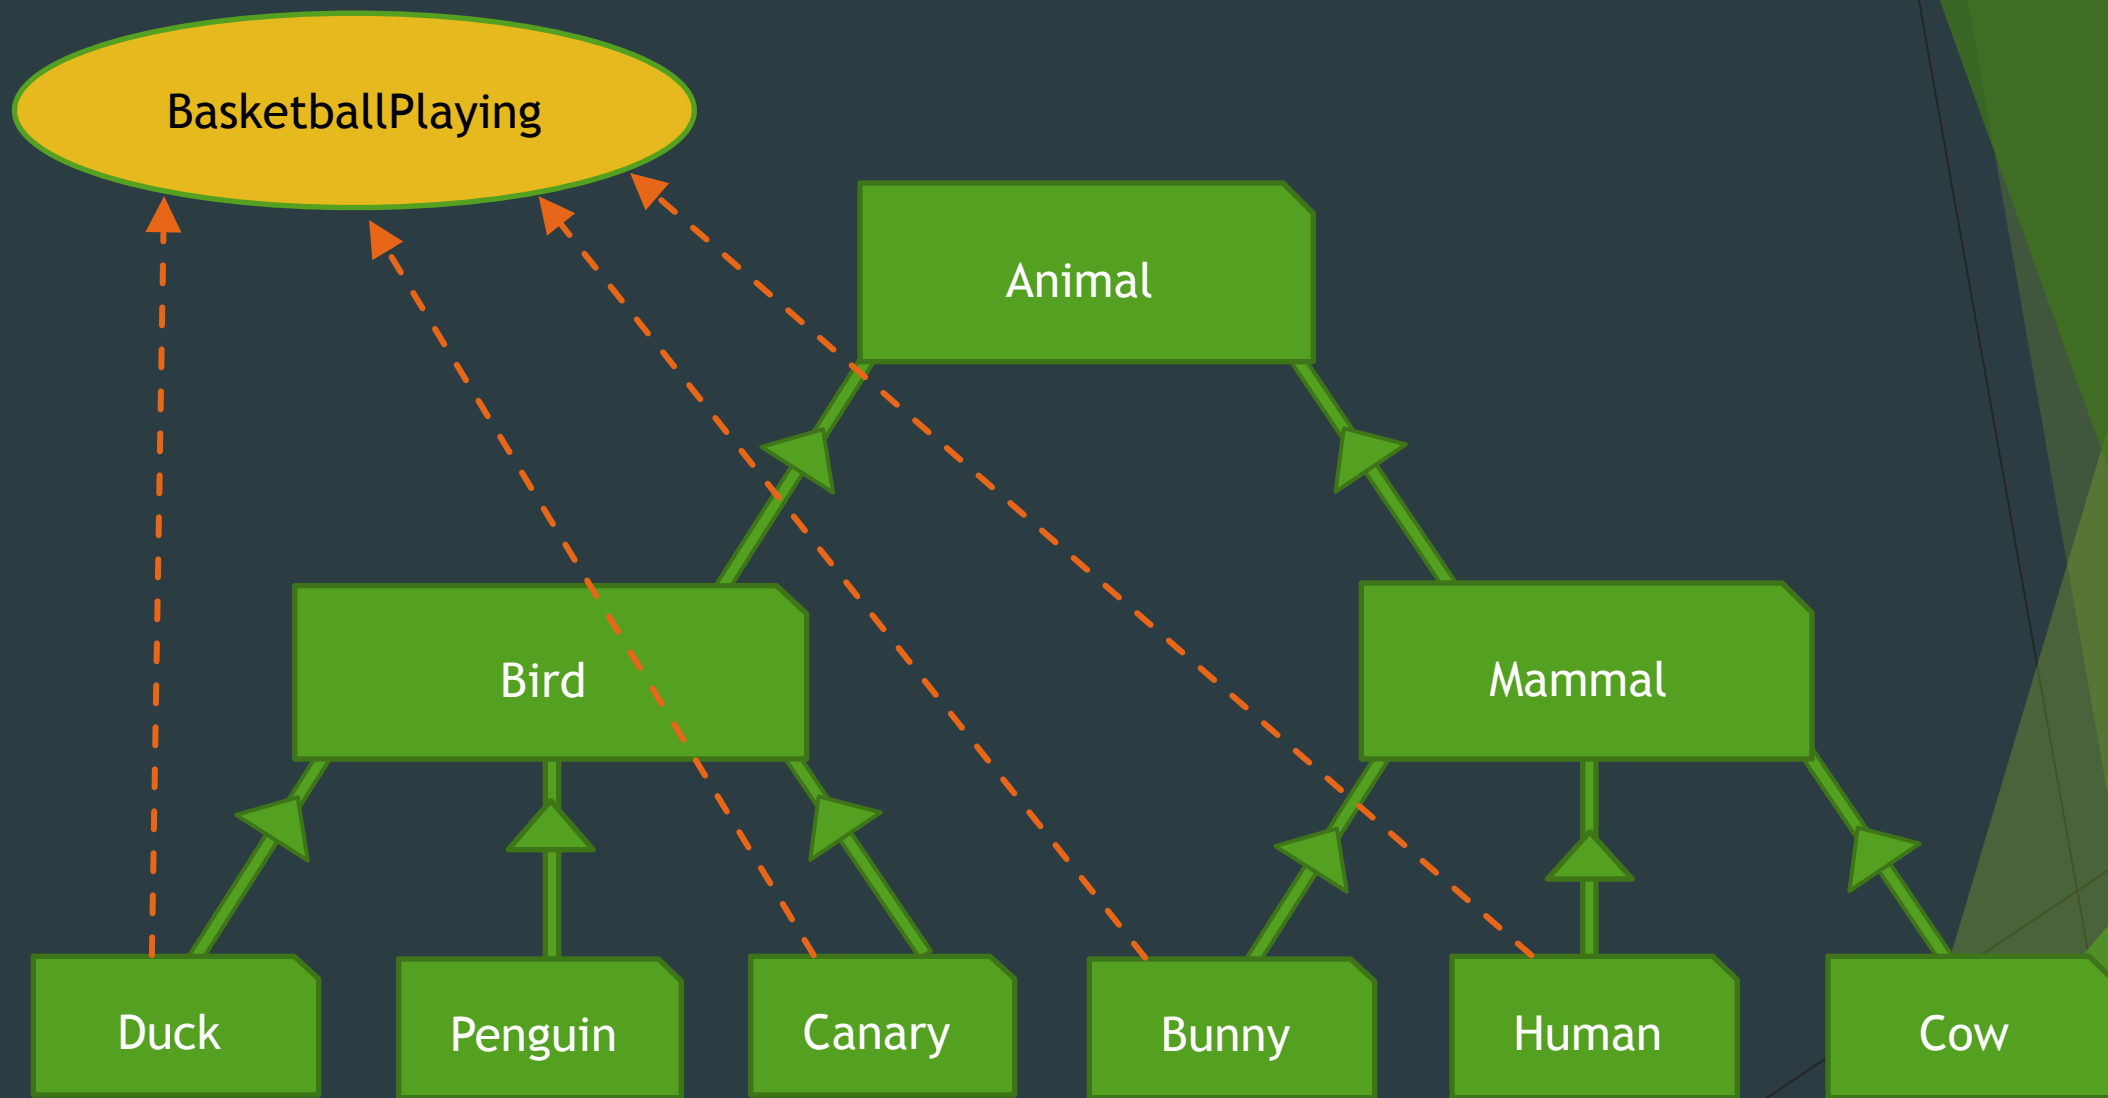 BasketballPlaying
Animal
Bird
Mammal
Duck
Penguin
Canary
Bunny
Human
Cow